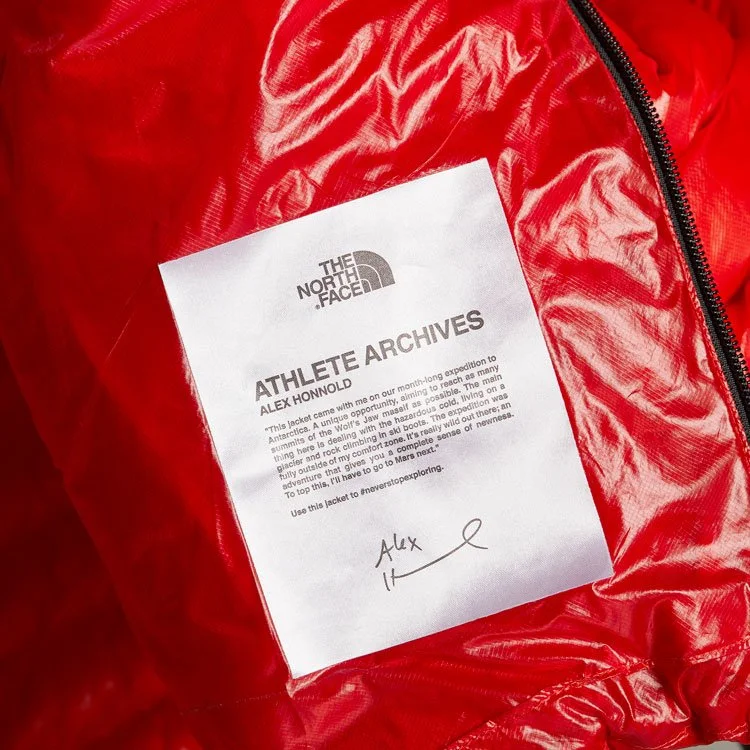 THE
NORTH
FACE
ATHLETE ARCHIVES
ALEX HONNOLD
"This jacket came with me on our month-long expedition to
Antarctica. A unique opportunity, aiming to reach as many
summits of the Wolf's Jaw massif as possible. The main
thing here is dealing with the hazardous cold, living on a
glacier and rock climbing in ski boots. The expedition was
fully outside of my comfort zone. It's really wild out there; an
adventure that gives you a complete sense of newness.
To top this, I'll have to go to Mars next."
Use this jacket to #neverstopexploring.
Alex
H